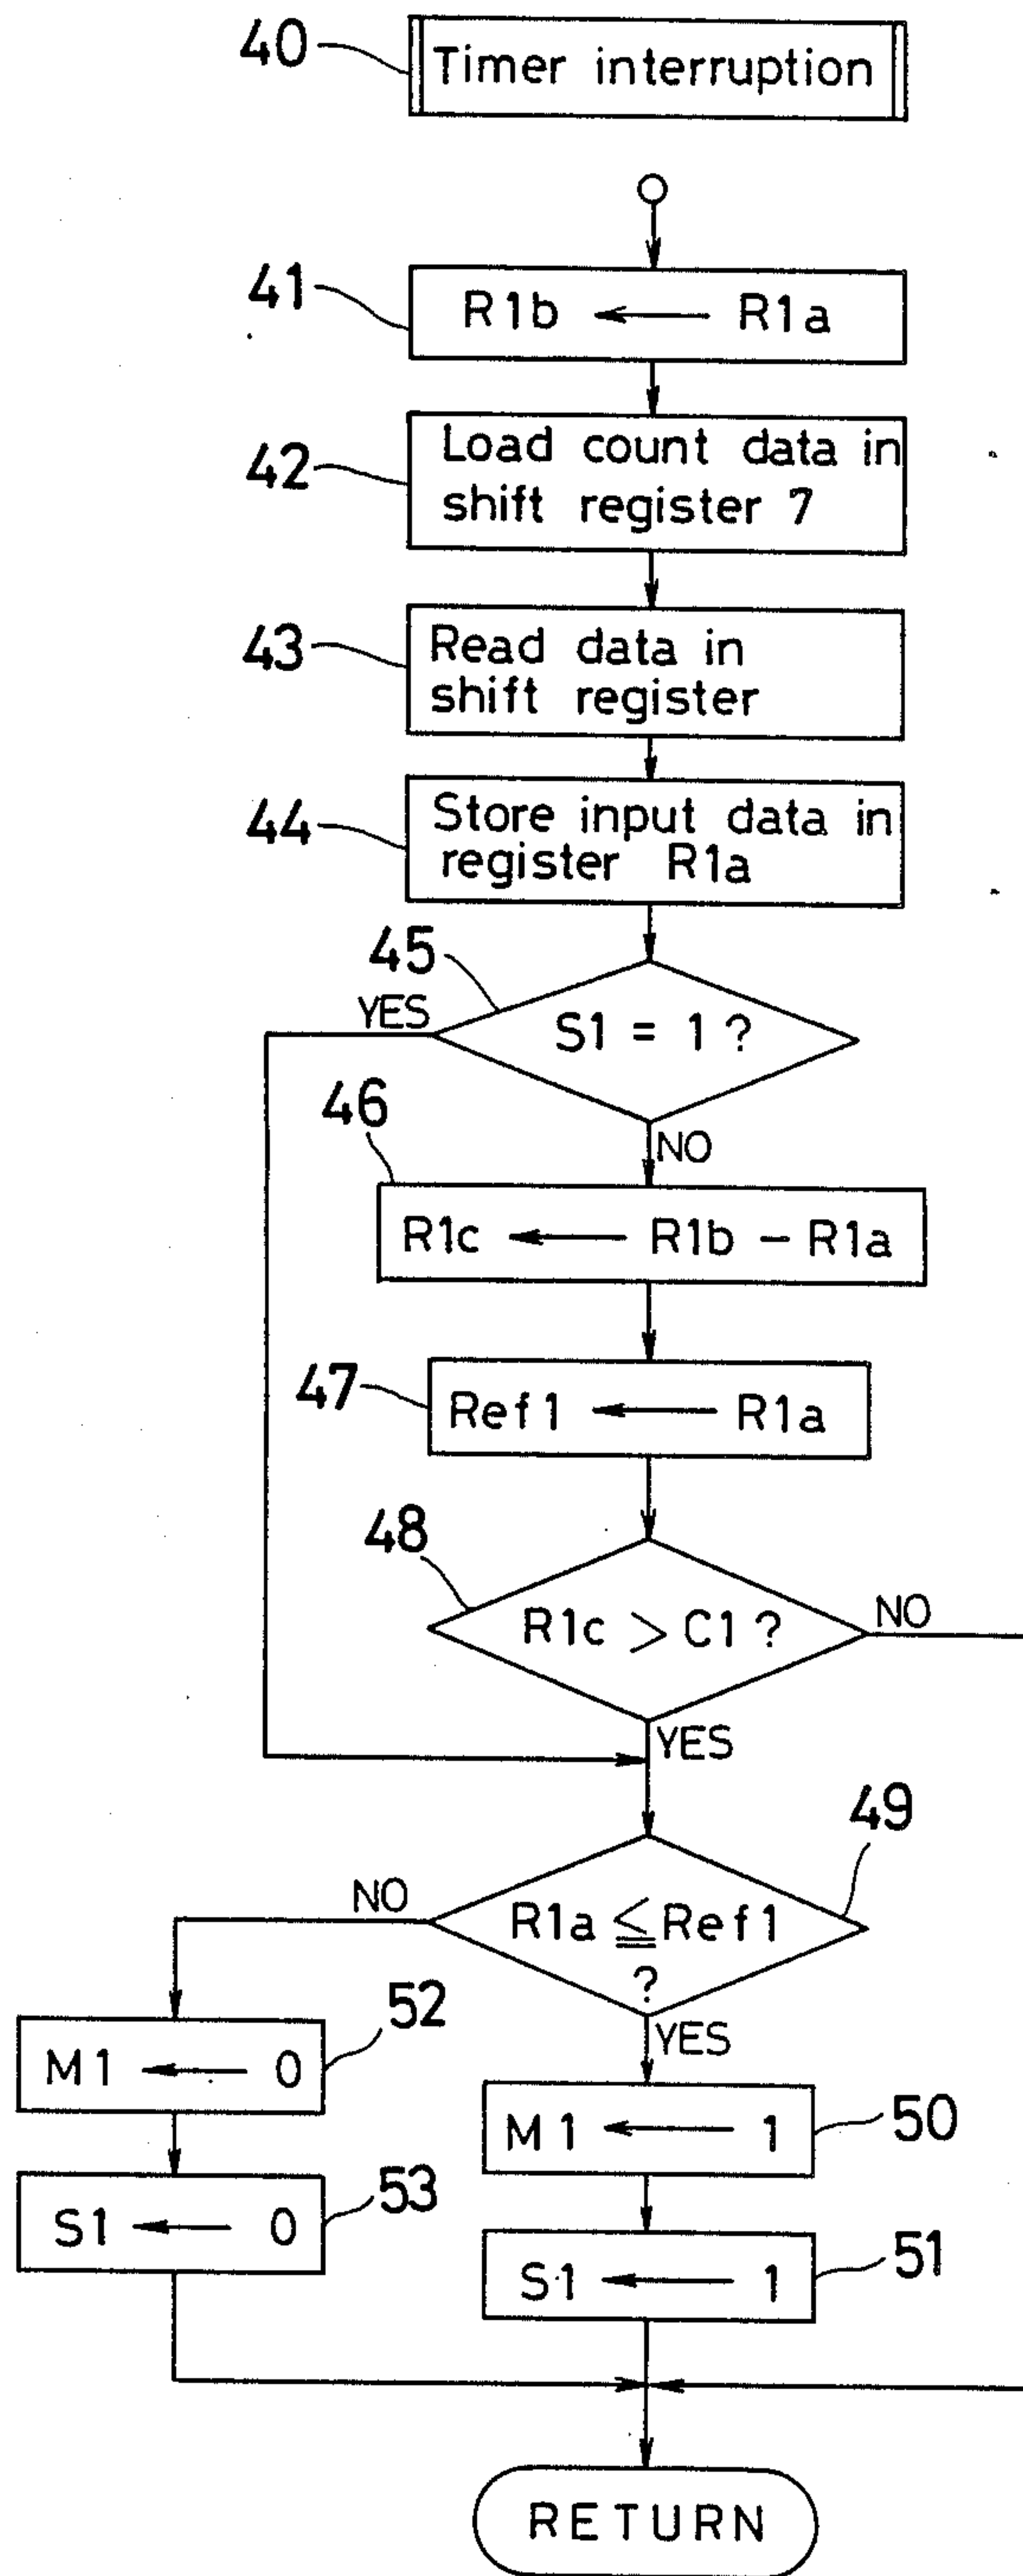 40 Timer interruption
41 R1b ← R1a
42 Load count data in
shift register 7
43 Read data in
shift register
44 Store input data in
register R1a
45
YES S1 = 1 ?
46 NO
R1c ← R1b - R1a
47 Ref1 ← R1a
48
R1c > C1 ? NO
YES
49
NO R1a ≦ Ref1
?
52 YES
M1 ← 0
M1 ← 1 50
53
S1 ← 0
S1 ← 1 51
RETURN